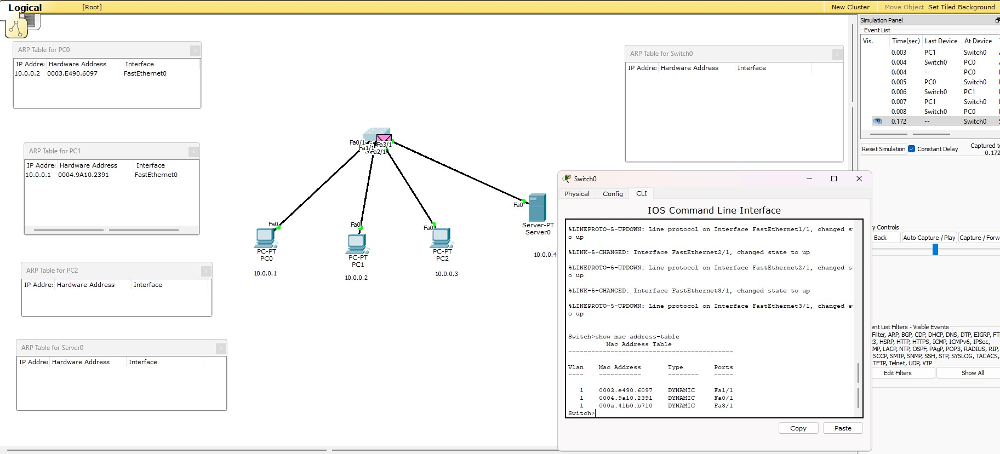 Logical [Root] New Cluster Move Object Set Tiled Background
ARP Table for PC0
IP Addre: Hardware Address Interface
10.0.0.2 0003.E490.6097 FastEthernet0
ARP Table for PC1
IP Addre: Hardware Address Interface
10.0.0.1 0004.9A10.2391 FastEthernet0
ARP Table for PC2
IP Addre: Hardware Address Interface
ARP Table for Server0
IP Addre: Hardware Address Interface
Fa0/1
Fa1/1
Fa2/1
Fa3/1
Fa0
PC-PT
PC0
10.0.0.1
Fa0
PC-PT
PC1
10.0.0.2
Fa0
PC-PT
PC2
10.0.0.3
Fa0
Server-PT
Server0
10.0.0.4
ARP Table for Switch0
IP Addre: Hardware Address Interface
Switch0
Physical Config CLI
IOS Command Line Interface
%LINEPROTO-5-UPDOWN: Line protocol on Interface FastEthernet1/1, changed st
o up
%LINK-5-CHANGED: Interface FastEthernet2/1, changed state to up
%LINEPROTO-5-UPDOWN: Line protocol on Interface FastEthernet2/1, changed st
o up
%LINK-5-CHANGED: Interface FastEthernet3/1, changed state to up
%LINEPROTO-5-UPDOWN: Line protocol on Interface FastEthernet3/1, changed st
o up
Switch>show mac address-table
Mac Address Table
-------------------------------------------
Vlan Mac Address Type Ports
---- ----------- -------- -----
1 0003.e490.6097 DYNAMIC Fa1/1
1 0004.9a10.2391 DYNAMIC Fa0/1
1 000a.41b0.b710 DYNAMIC Fa3/1
Switch>
Copy Paste
Simulation Panel
Event List
Vis. Time(sec) Last Device At Device
0.003 PC1 Switch0
0.004 Switch0 PC0
0.004 -- PC0
0.005 PC0 Switch0
0.006 Switch0 PC1
0.007 PC1 Switch0
0.008 Switch0 PC0
0.172 -- Switch0
Reset Simulation Constant Delay Captured to
0.172
y Controls
Back Auto Capture / Play Capture / Forw
ent List Filters - Visible Events
Filter, ARP, BGP, CDP, DHCP, DNS, DTP, EIGRP, FT
23, HSRP, HTTP, HTTPS, ICMP, ICMPv6, IPSec,
MP, LACP, NTP, OSPF, PAgP, POP3, RADIUS, RIP,
SCCP, SMTP, SNMP, SSH, STP, SYSLOG, TACACS,
TFTP, Telnet, UDP, VTP
Edit Filters Show All